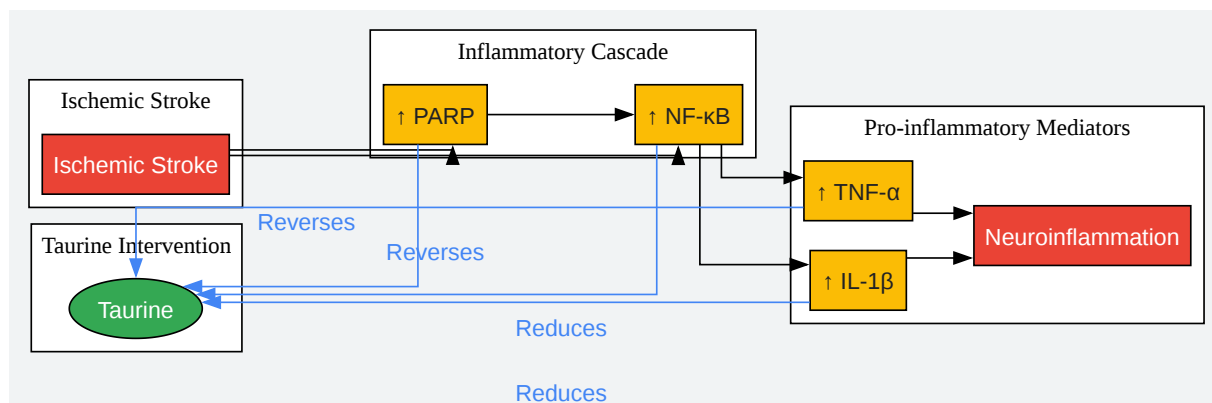 Inflammatory Cascade
↑ PARP
↑ NF-κB
Ischemic Stroke
Ischemic Stroke
Pro-inflammatory Mediators
↑ TNF-α
↑ IL-1β
Neuroinflammation
Taurine Intervention
Taurine
Reverses
Reverses
Reduces
Reduces